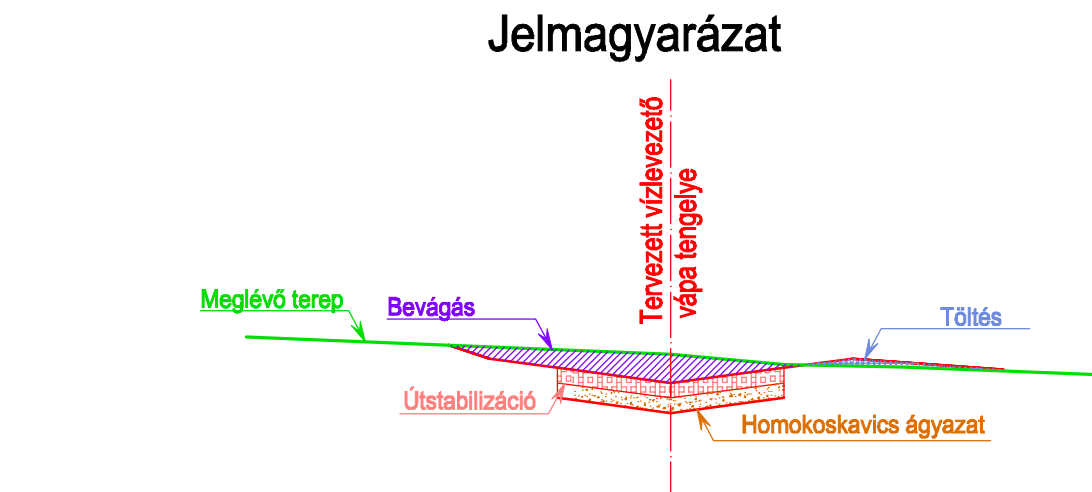 Jelmagyarázat
Tervezett vízlevezető
vápa tengelye
Meglévő terep
Bevágás
Töltés
Útstabilizáció
Homokoskavics ágyazat